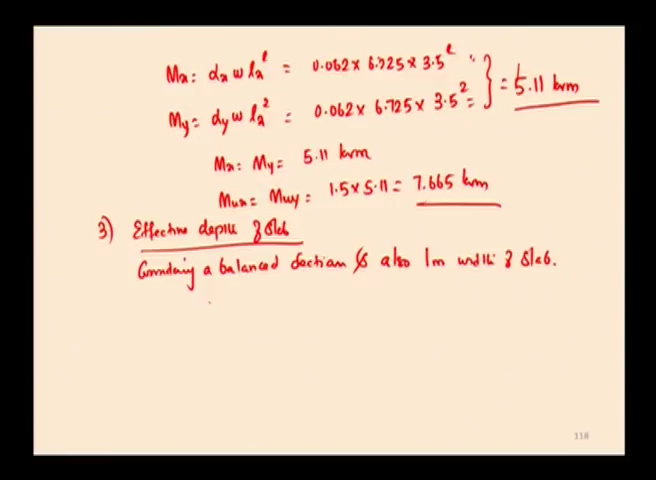 Mx = αx w lx² = 0.062 x 6.725 x 3.5²
My = αy w lx² = 0.062 x 6.725 x 3.5² = } = 5.11 kNm
Mx = My = 5.11 kNm
Mux = Muy = 1.5 x 5.11 = 7.665 kNm
3) Effective depth of slab
Considering a balanced section & also 1m width of slab.
118